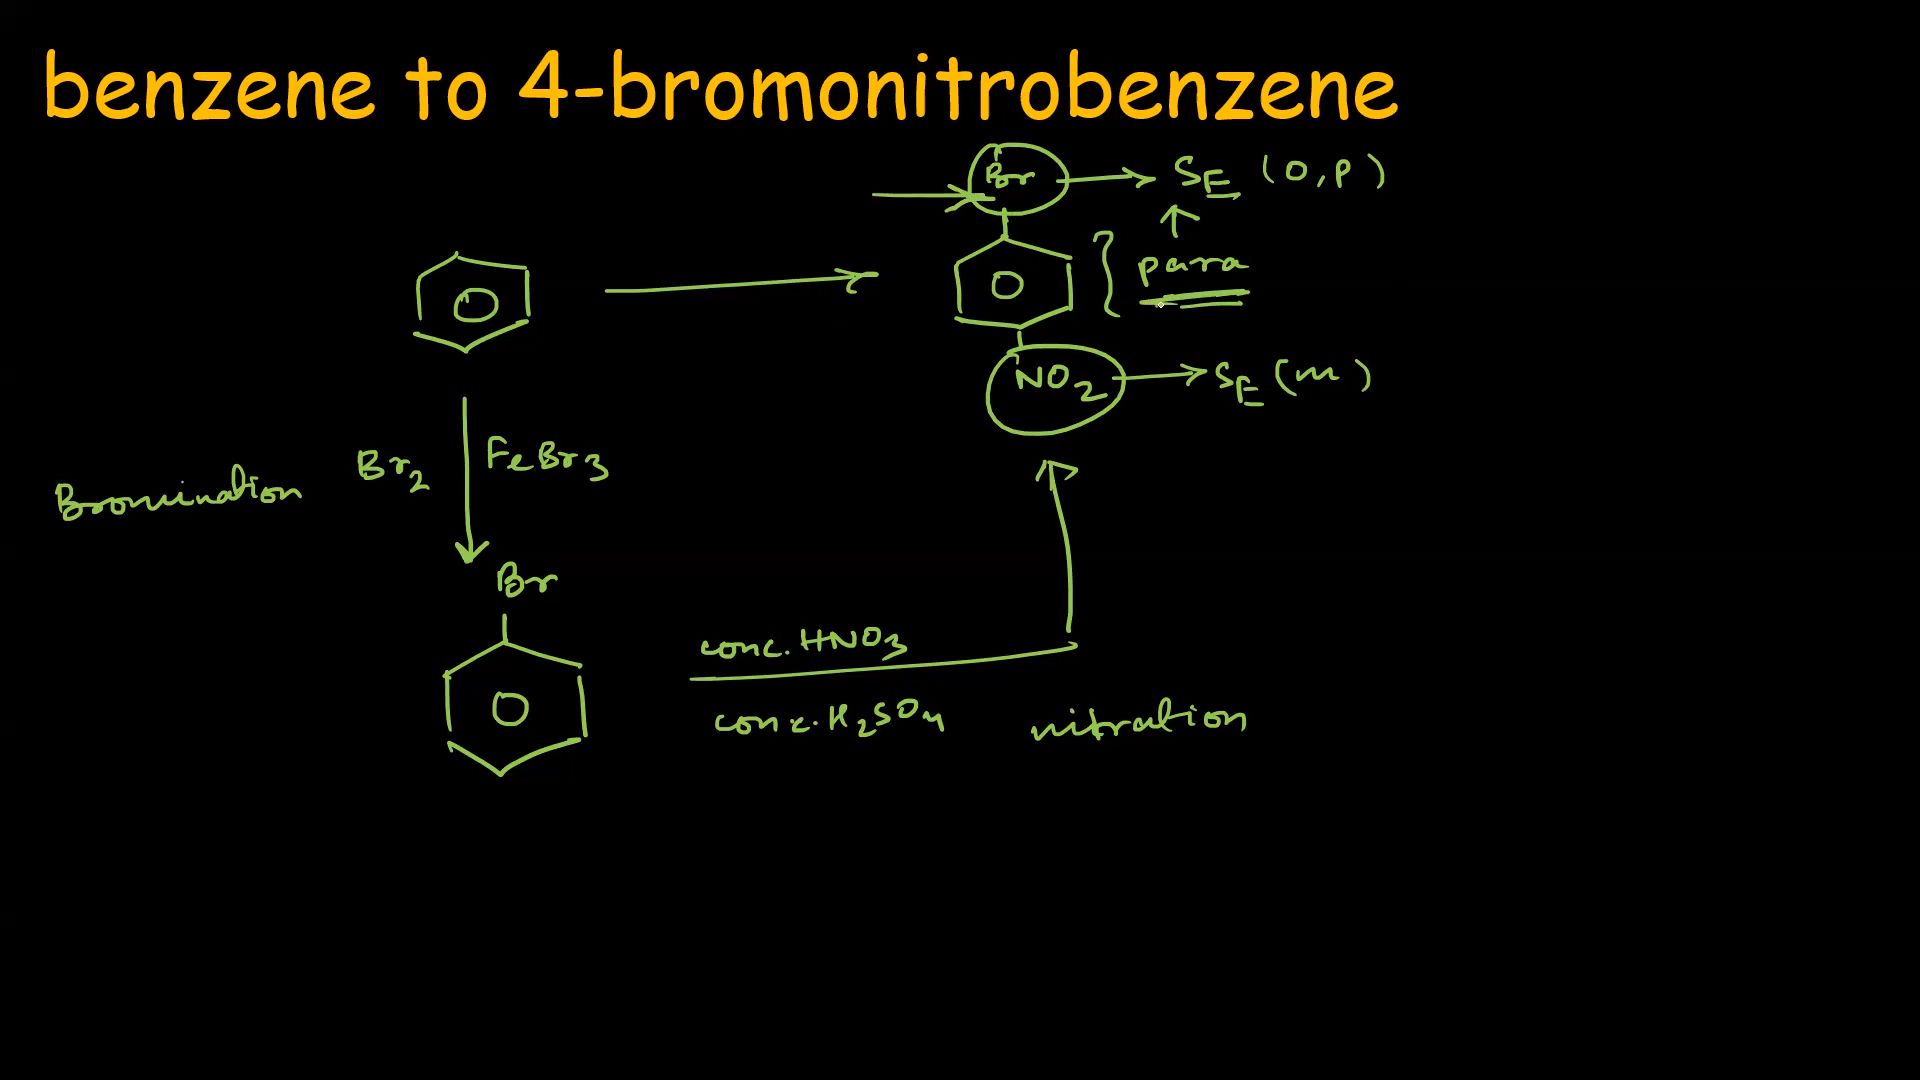 benzene to 4-bromonitrobenzene
Br → SE (o,p)
para
NO2 → SE (m)
Br2 FeBr3
Bromination
Br
conc. HNO3
conc. H2SO4
nitration